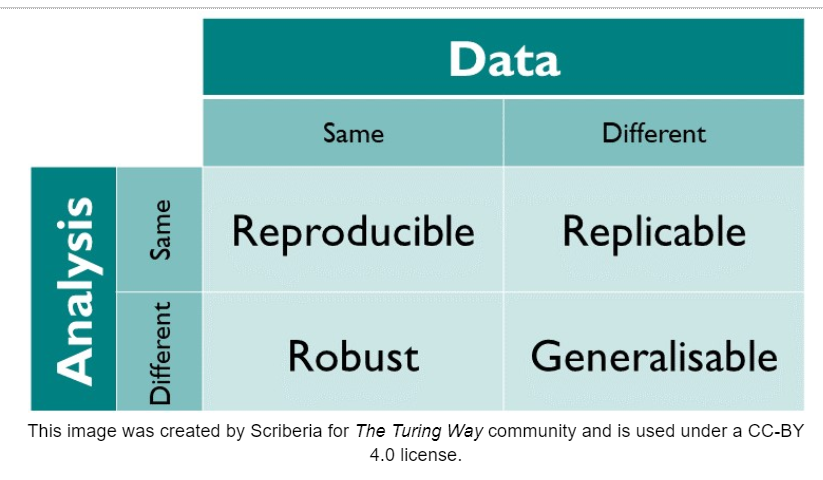 Data
Same
Different
Analysis
Same
Reproducible
Replicable
Different
Robust
Generalisable
This image was created by Scriberia for The Turing Way community and is used under a CC-BY
4.0 license.